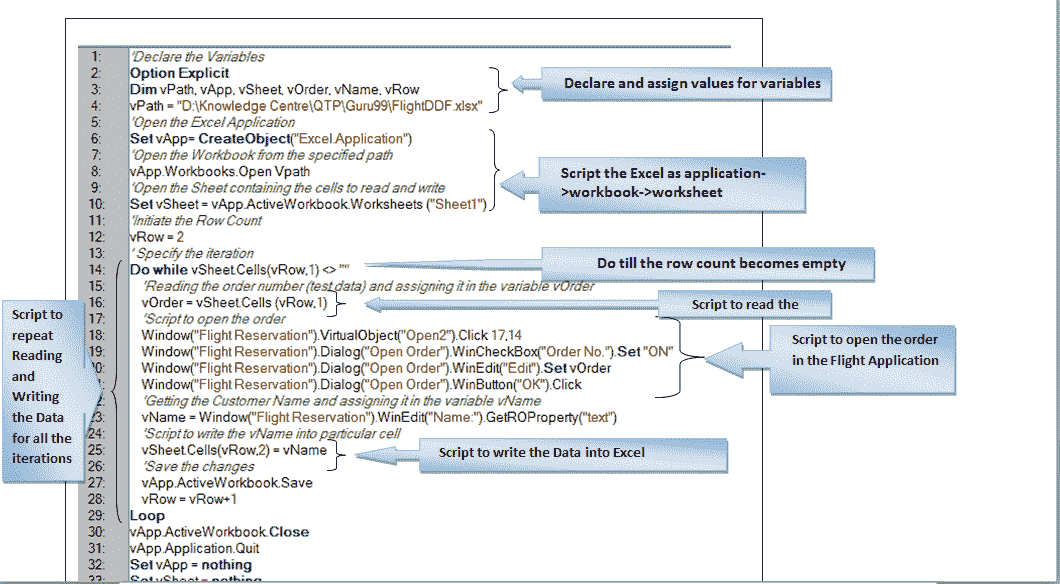 1: 'Declare the Variables
2: Option Explicit
3: Dim vPath, vApp, vSheet, vOrder, vName, vRow
4: vPath = "D:\Knowledge Centre\QTP\Guru99\FlightDDF.xlsx"
5: 'Open the Excel Application
6: Set vApp= CreateObject("Excel.Application")
7: 'Open the Workbook from the specified path
8: vApp.Workbooks.Open Vpath
9: 'Open the Sheet containing the cells to read and write
10: Set vSheet = vApp.ActiveWorkbook.Worksheets ("Sheet1")
11: 'Initiate the Row Count
12: vRow = 2
13: ' Specify the iteration
14: Do while vSheet.Cells(vRow,1) <> ""
15: 'Reading the order number (test data) and assigning it in the variable vOrder
16: vOrder = vSheet.Cells (vRow,1)
17: 'Script to open the order
18: Window("Flight Reservation").VirtualObject("Open2").Click 17,14
19: Window("Flight Reservation").Dialog("Open Order").WinCheckBox("Order No.").Set "ON"
20: Window("Flight Reservation").Dialog("Open Order").WinEdit("Edit").Set vOrder
21: Window("Flight Reservation").Dialog("Open Order").WinButton("OK").Click
22: 'Getting the Customer Name and assigning it in the variable vName
23: vName = Window("Flight Reservation").WinEdit("Name:").GetROProperty("text")
24: 'Script to write the vName into particular cell
25: vSheet.Cells(vRow,2) = vName
26: 'Save the changes
27: vApp.ActiveWorkbook.Save
28: vRow = vRow+1
29: Loop
30: vApp.ActiveWorkbook.Close
31: vApp.Application.Quit
32: Set vApp = nothing
33: Set vSheet = nothing
Declare and assign values for variables
Script the Excel as application-
>workbook->worksheet
Do till the row count becomes empty
Script to read the
Script to open the order
in the Flight Application
Script to write the Data into Excel
Script to
repeat
Reading
and
Writing
the Data
for all the
iterations